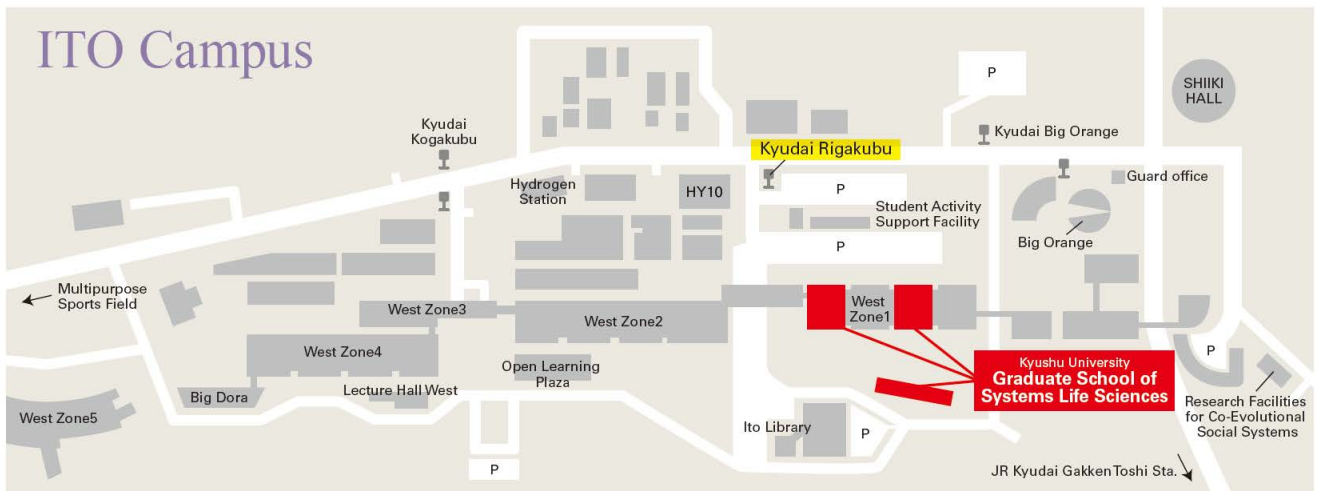 ITO Campus
P
SHIIKI
HALL
Kyudai
Kogakubu
Kyudai Big Orange
Kyudai Rigakubu
Guard office
Hydrogen
Station
HY10
P
Student Activity
Support Facility
Big Orange
P
Multipurpose
Sports Field
West Zone3
West Zone2
West
Zone1
West Zone4
P
Kyushu University
Graduate School of
Systems Life Sciences
Open Learning
Plaza
Big Dora
Lecture Hall West
West Zone5
Ito Library
P
Research Facilities
for Co-Evolutional
Social Systems
P
JR Kyudai Gakken Toshi Sta.